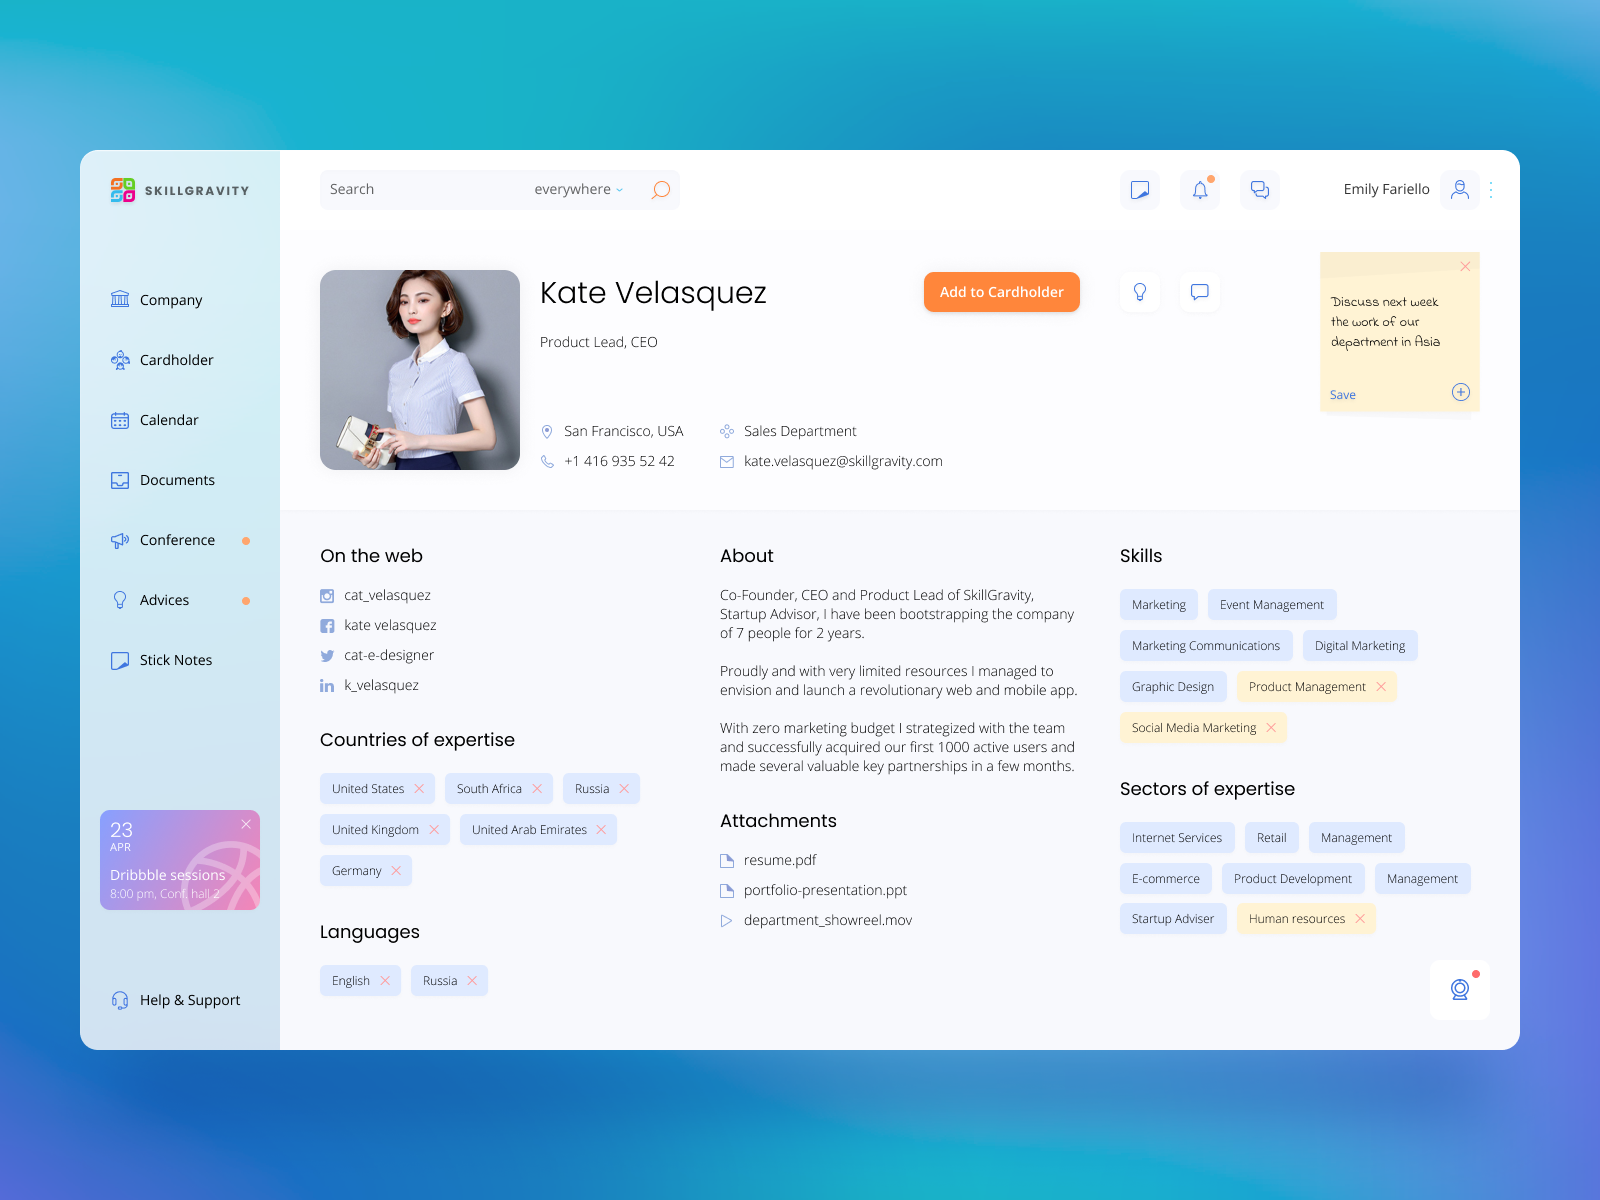 SKILLGRAVITY
Search
everywhere
Emily Fariello
Company
Cardholder
Calendar
Documents
Conference
Advices
Stick Notes
23
APR
Dribbble sessions
8:00 pm, Conf. hall 2
Help & Support
Kate Velasquez
Add to Cardholder
Product Lead, CEO
San Francisco, USA
Sales Department
+1 416 935 52 42
kate.velasquez@skillgravity.com
Discuss next week
the work of our
department in Asia
Save
On the web
cat_velasquez
kate velasquez
cat-e-designer
k_velasquez
Countries of expertise
United States
South Africa
Russia
United Kingdom
United Arab Emirates
Germany
Languages
English
Russia
About
Co-Founder, CEO and Product Lead of SkillGravity,
Startup Advisor, I have been bootstrapping the company
of 7 people for 2 years.
Proudly and with very limited resources I managed to
envision and launch a revolutionary web and mobile app.
With zero marketing budget I strategized with the team
and successfully acquired our first 1000 active users and
made several valuable key partnerships in a few months.
Attachments
resume.pdf
portfolio-presentation.ppt
department_showreel.mov
Skills
Marketing
Event Management
Marketing Communications
Digital Marketing
Graphic Design
Product Management
Social Media Marketing
Sectors of expertise
Internet Services
Retail
Management
E-commerce
Product Development
Management
Startup Adviser
Human resources